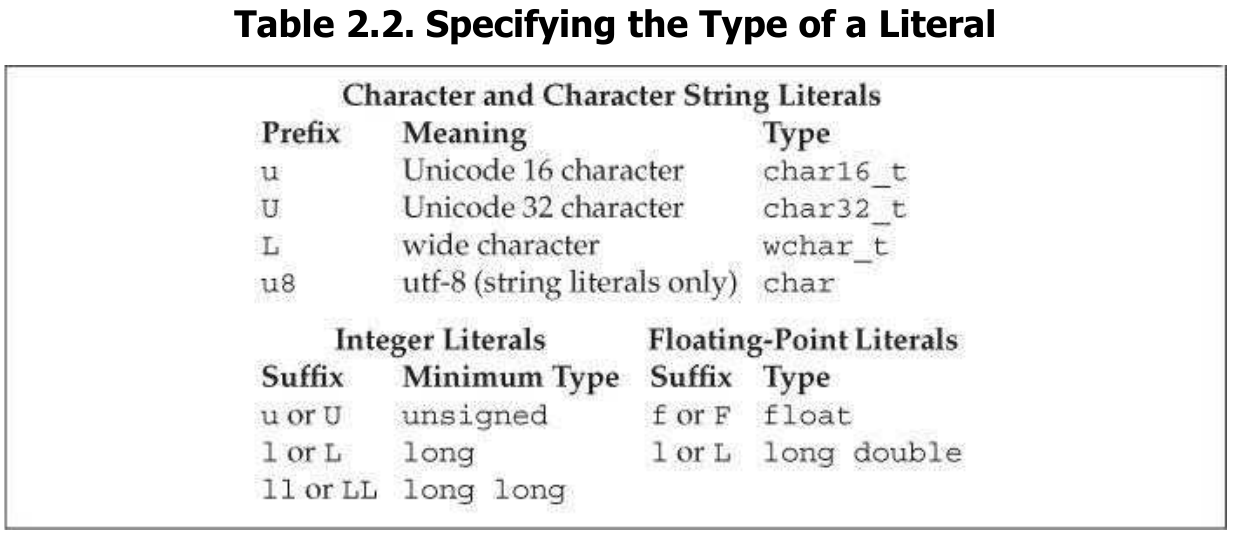 Table 2.2. Specifying the Type of a Literal
Character and Character String Literals
Prefix Meaning Type
u Unicode 16 character char16_t
U Unicode 32 character char32_t
L wide character wchar_t
u8 utf-8 (string literals only) char
Integer Literals Floating-Point Literals
Suffix Minimum Type Suffix Type
u or U unsigned f or F float
l or L long l or L long double
ll or LL long long